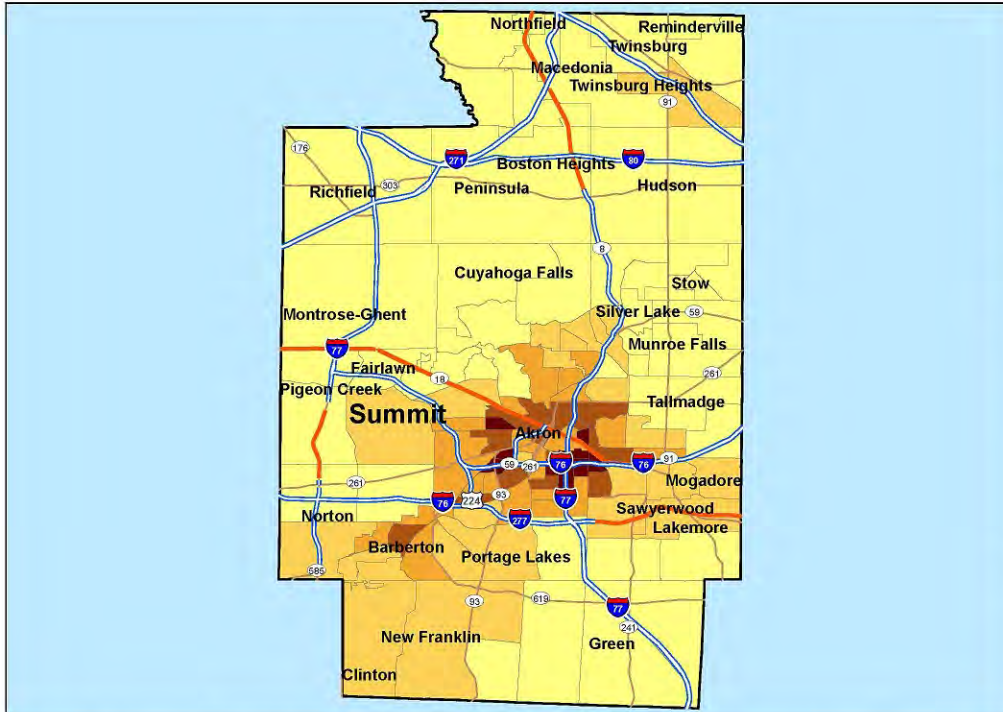 Northfield
Reminderville
Twinsburg
Macedonia
Twinsburg Heights
91
176
271
Boston Heights
80
303
Richfield
Peninsula
Hudson
8
Cuyahoga Falls
Stow
Montrose-Ghent
Silver Lake
59
77
Munroe Falls
Fairlawn
18
261
Pigeon Creek
Tallmadge
Summit
Akron
59
261
76
76
91
261
Mogadore
76
224
93
77
Norton
277
Sawyerwood
Lakemore
Barberton
Portage Lakes
585
93
619
77
241
New Franklin
Green
Clinton